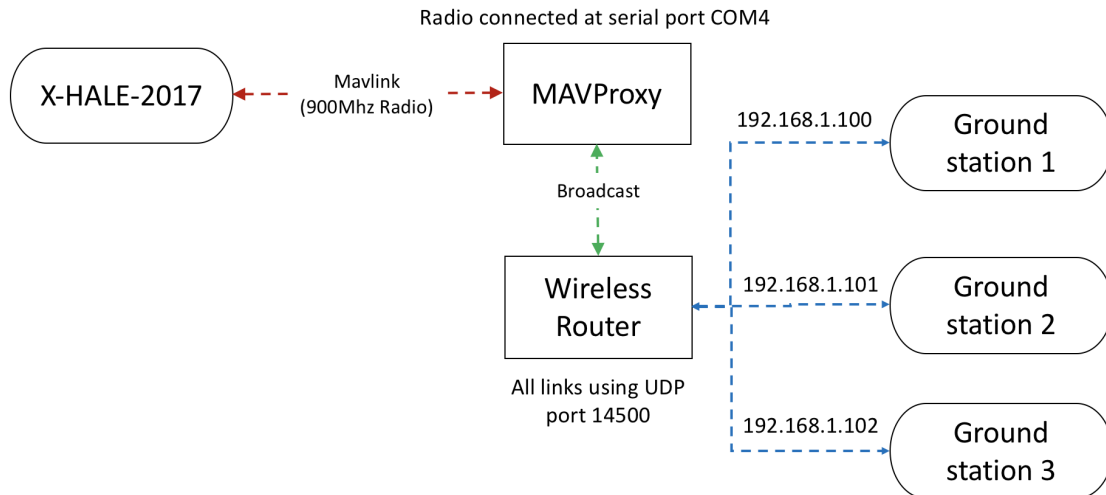 Radio connected at serial port COM4
X-HALE-2017
Mavlink
(900Mhz Radio)
MAVProxy
Broadcast
Wireless
Router
All links using UDP
port 14500
192.168.1.100
Ground
station 1
192.168.1.101
Ground
station 2
192.168.1.102
Ground
station 3